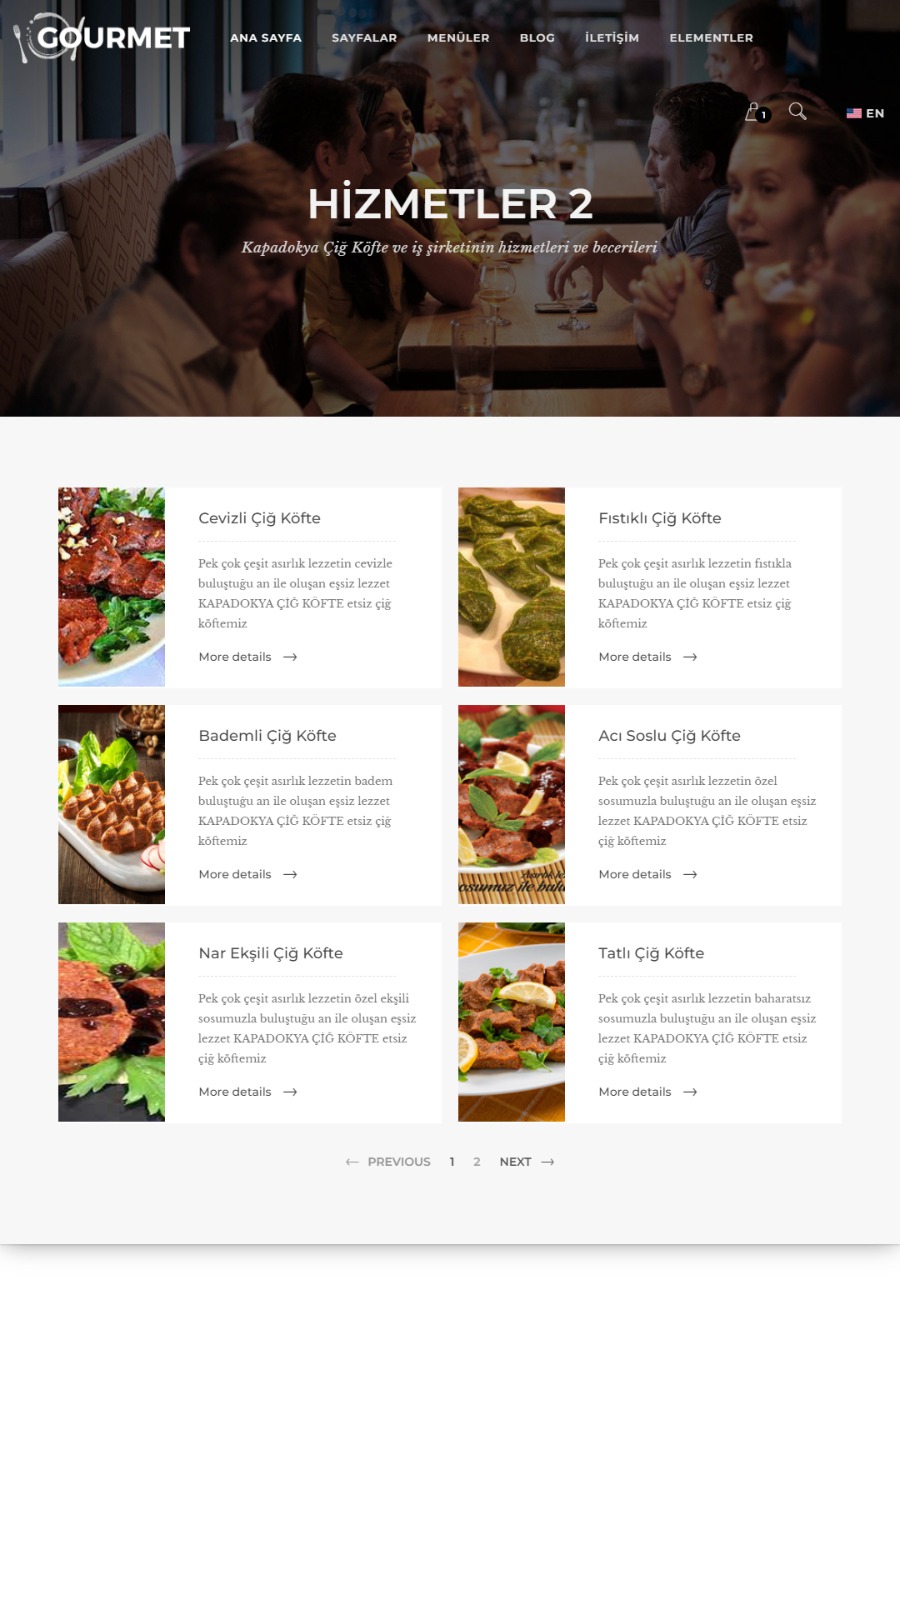 GOURMET
ANA SAYFA SAYFALAR MENÜLER BLOG İLETİŞİM ELEMENTLER
1
EN
HİZMETLER 2
Kapadokya Çiğ Köfte ve iş şirketinin hizmetleri ve becerileri
Cevizli Çiğ Köfte
Pek çok çeşit asırlık lezzetin cevizle
buluştuğu an ile oluşan eşsiz lezzet
KAPADOKYA ÇİĞ KÖFTE etsiz çiğ
köftemiz
More details
Fıstıklı Çiğ Köfte
Pek çok çeşit asırlık lezzetin fıstıkla
buluştuğu an ile oluşan eşsiz lezzet
KAPADOKYA ÇİĞ KÖFTE etsiz çiğ
köftemiz
More details
Bademli Çiğ Köfte
Pek çok çeşit asırlık lezzetin badem
buluştuğu an ile oluşan eşsiz lezzet
KAPADOKYA ÇİĞ KÖFTE etsiz çiğ
köftemiz
More details
Acı Soslu Çiğ Köfte
Pek çok çeşit asırlık lezzetin özel
sosumuzla buluştuğu an ile oluşan eşsiz
lezzet KAPADOKYA ÇİĞ KÖFTE etsiz
çiğ köftemiz
More details
Nar Ekşili Çiğ Köfte
Pek çok çeşit asırlık lezzetin özel ekşili
sosumuzla buluştuğu an ile oluşan eşsiz
lezzet KAPADOKYA ÇİĞ KÖFTE etsiz
çiğ köftemiz
More details
Tatlı Çiğ Köfte
Pek çok çeşit asırlık lezzetin baharatsız
sosumuzla buluştuğu an ile oluşan eşsiz
lezzet KAPADOKYA ÇİĞ KÖFTE etsiz
çiğ köftemiz
More details
PREVIOUS 1 2 NEXT